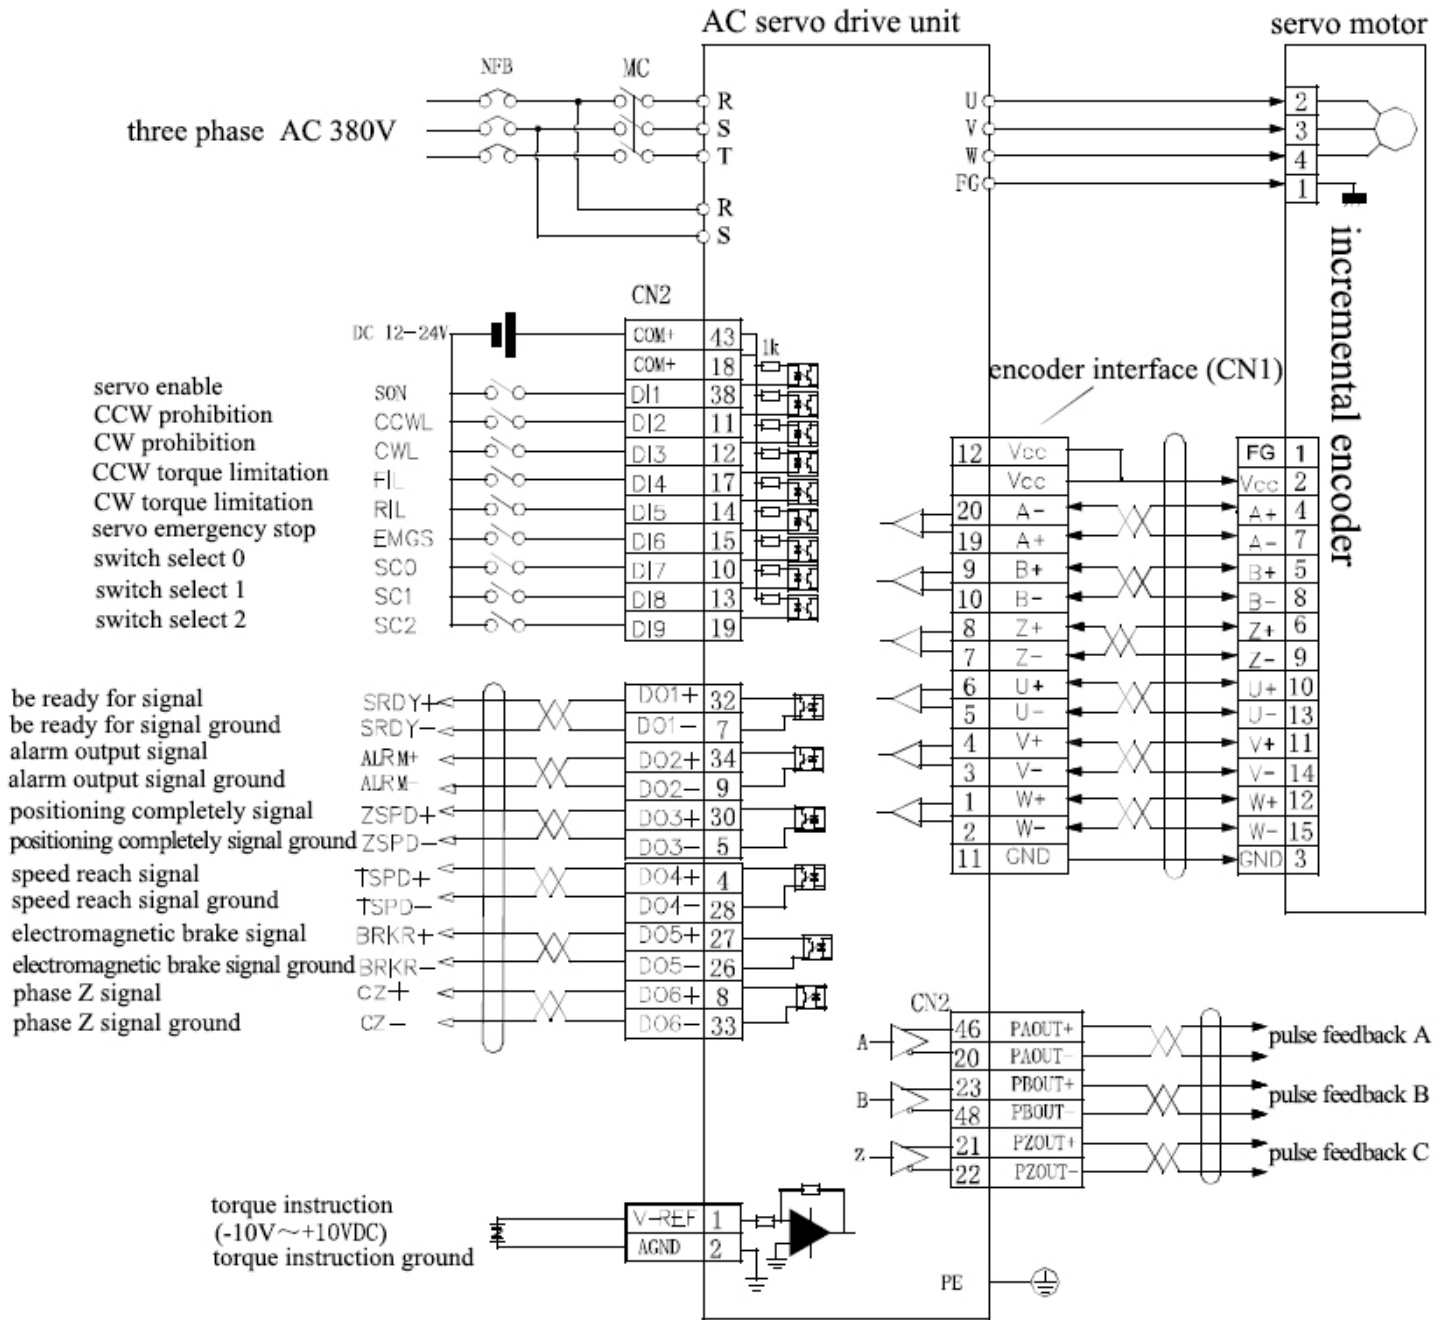 AC servo drive unit
servo motor
NFB
MC
three phase AC 380V
R
S
T
R
S
U
V
W
FG
2
3
4
1
incremental encoder
CN2
DC 12-24V
COM+ 43
COM+ 18
1k
servo enable SON DI1 38
CCW prohibition CCWL DI2 11
CW prohibition CWL DI3 12
CCW torque limitation FIL DI4 17
CW torque limitation RIL DI5 14
servo emergency stop EMGS DI6 15
switch select 0 SC0 DI7 10
switch select 1 SC1 DI8 13
switch select 2 SC2 DI9 19
encoder interface (CN1)
12 Vcc FG 1
Vcc Vcc 2
20 A- A+ 4
19 A+ A- 7
9 B+ B+ 5
10 B- B- 8
8 Z+ Z+ 6
7 Z- Z- 9
6 U+ U+ 10
5 U- U- 13
4 V+ V+ 11
3 V- V- 14
1 W+ W+ 12
2 W- W- 15
11 GND GND 3
be ready for signal SRDY+ DO1+ 32
be ready for signal ground SRDY- DO1- 7
alarm output signal ALRM+ DO2+ 34
alarm output signal ground ALRM- DO2- 9
positioning completely signal ZSPD+ DO3+ 30
positioning completely signal ground ZSPD- DO3- 5
speed reach signal TSPD+ DO4+ 4
speed reach signal ground TSPD- DO4- 28
electromagnetic brake signal BRKR+ DO5+ 27
electromagnetic brake signal ground BRKR- DO5- 26
phase Z signal CZ+ DO6+ 8
phase Z signal ground CZ- DO6- 33
CN2
A 46 PAOUT+ pulse feedback A
20 PAOUT-
B 23 PBOUT+ pulse feedback B
48 PBOUT-
Z 21 PZOUT+ pulse feedback C
22 PZOUT-
torque instruction V-REF 1
(-10V～+10VDC)
torque instruction ground AGND 2
PE